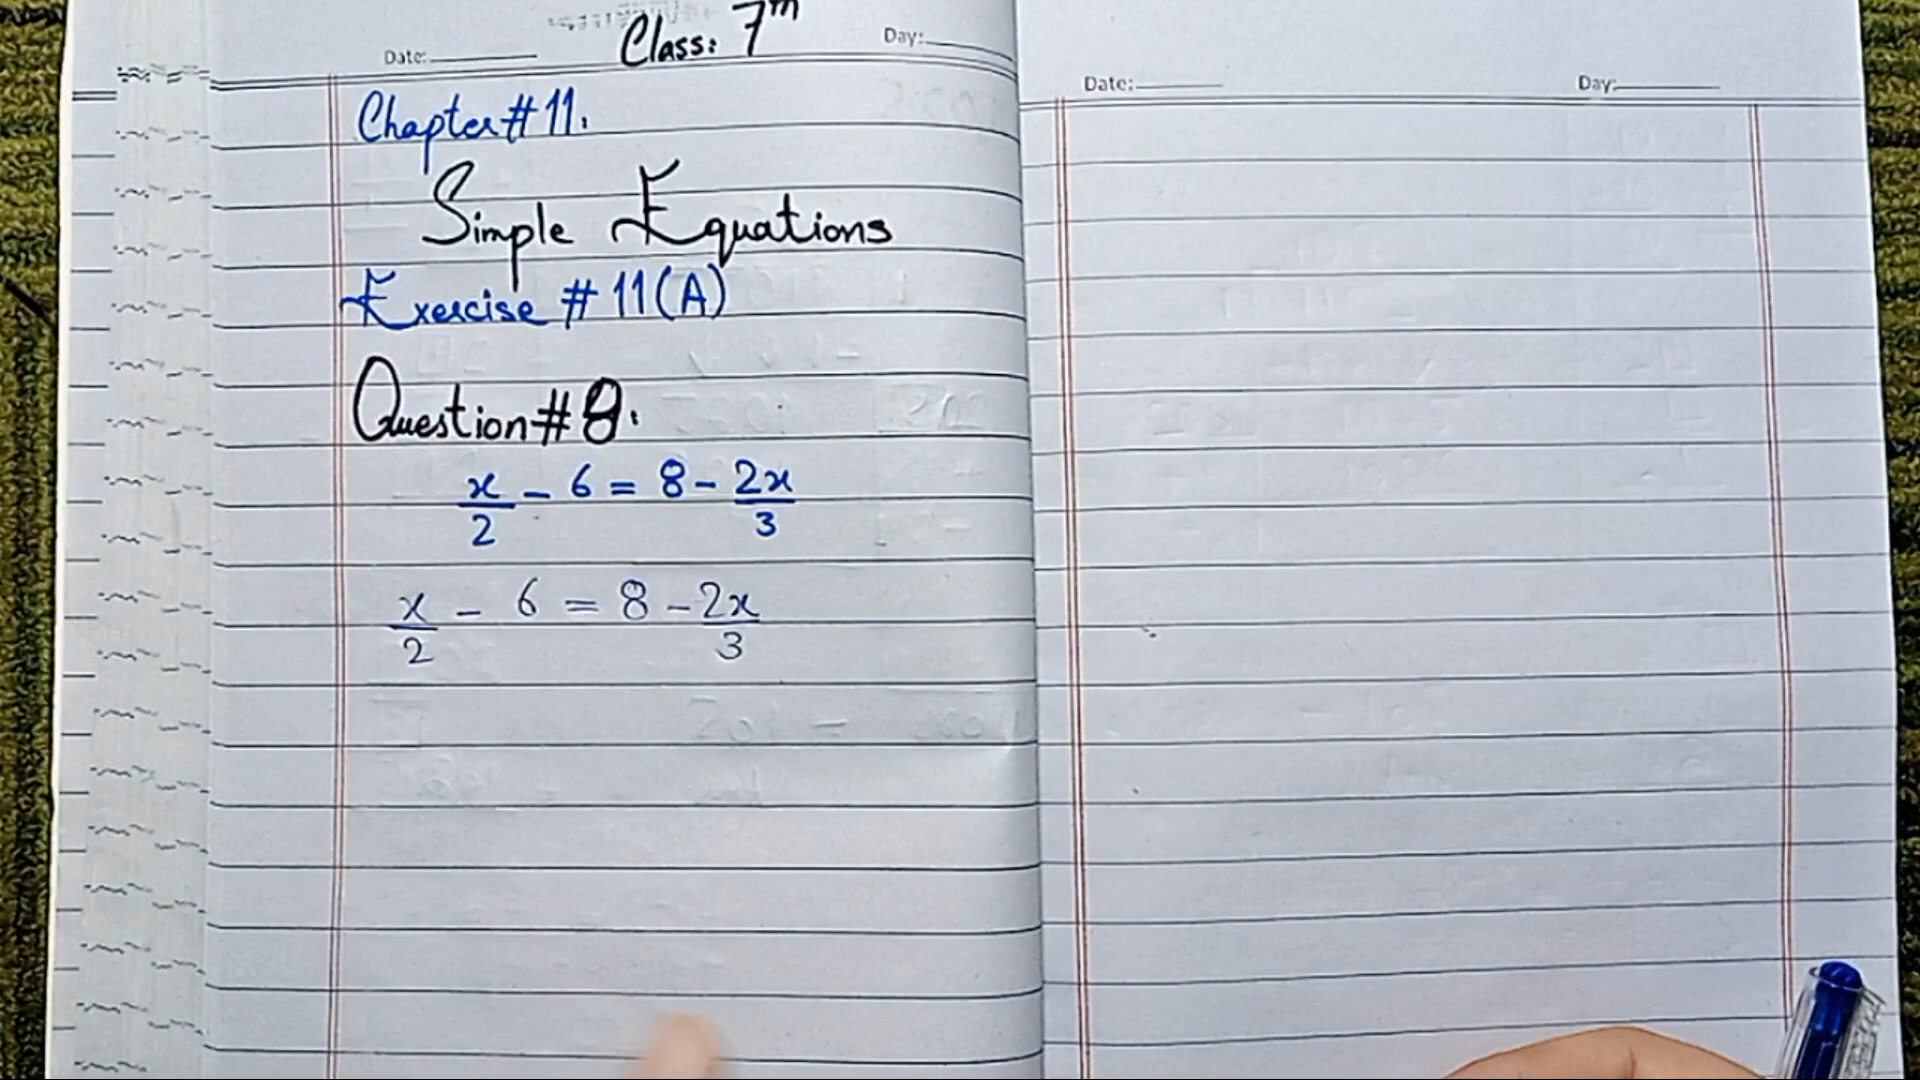 Class: 7th
Date: Day:
Chapter # 11.
Simple Equations
Exercise # 11(A)
Question # 8.
x/2 - 6 = 8 - 2x/3
x/2 - 6 = 8 - 2x/3
Date: Day: